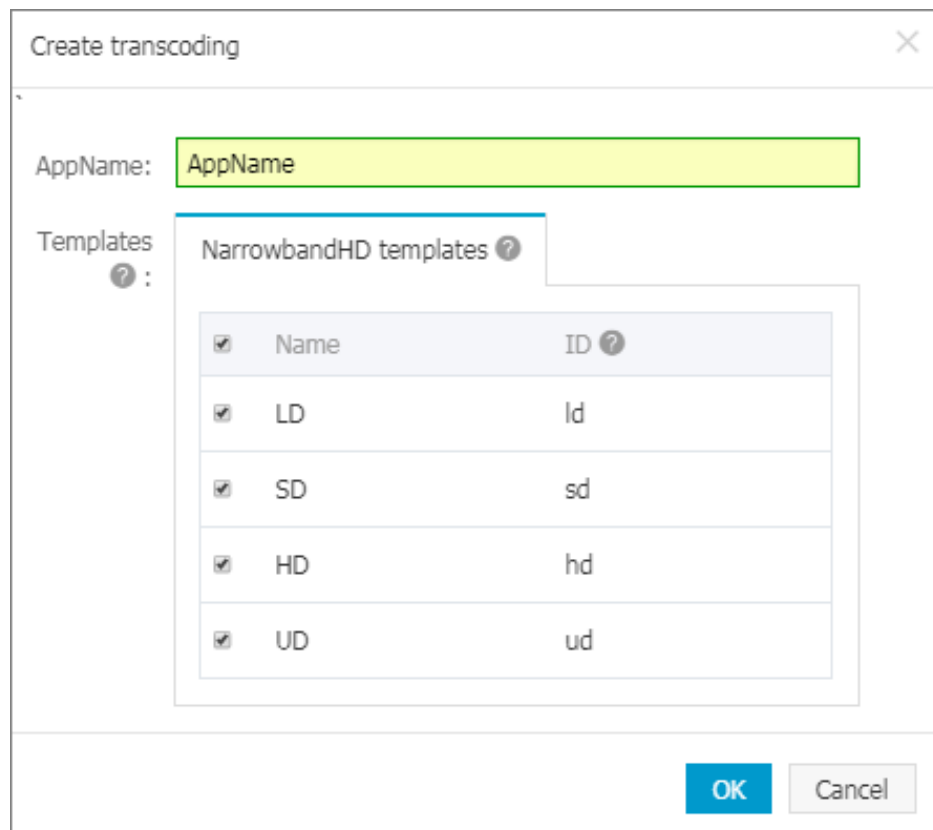 Create transcoding
`
AppName: AppName
Templates
? :
NarrowbandHD templates ?
Name ID ?
LD ld
SD sd
HD hd
UD ud
OK Cancel